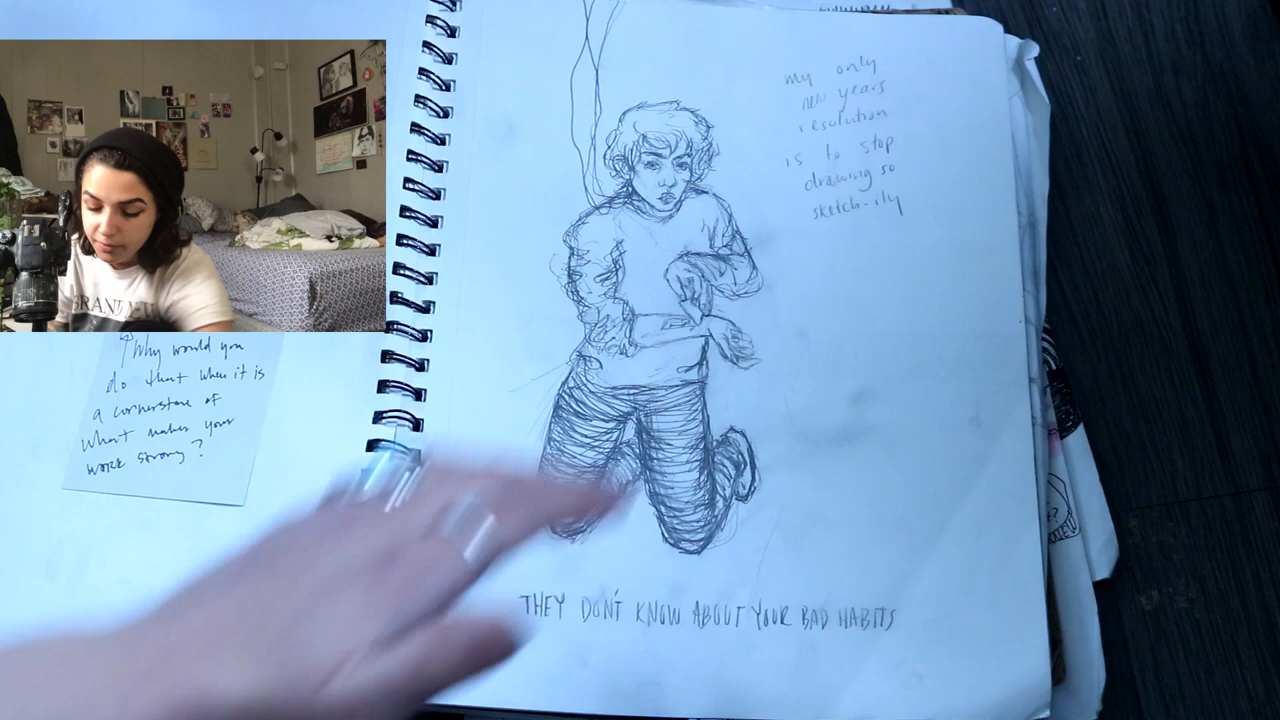 my only
new years
resolution
is to stop
drawing so
sketch-ily
BRAND
Why would you
do that when it is
a cornerstone of
what makes your
work strong?
THEY DON'T KNOW ABOUT YOUR BAD HABITS